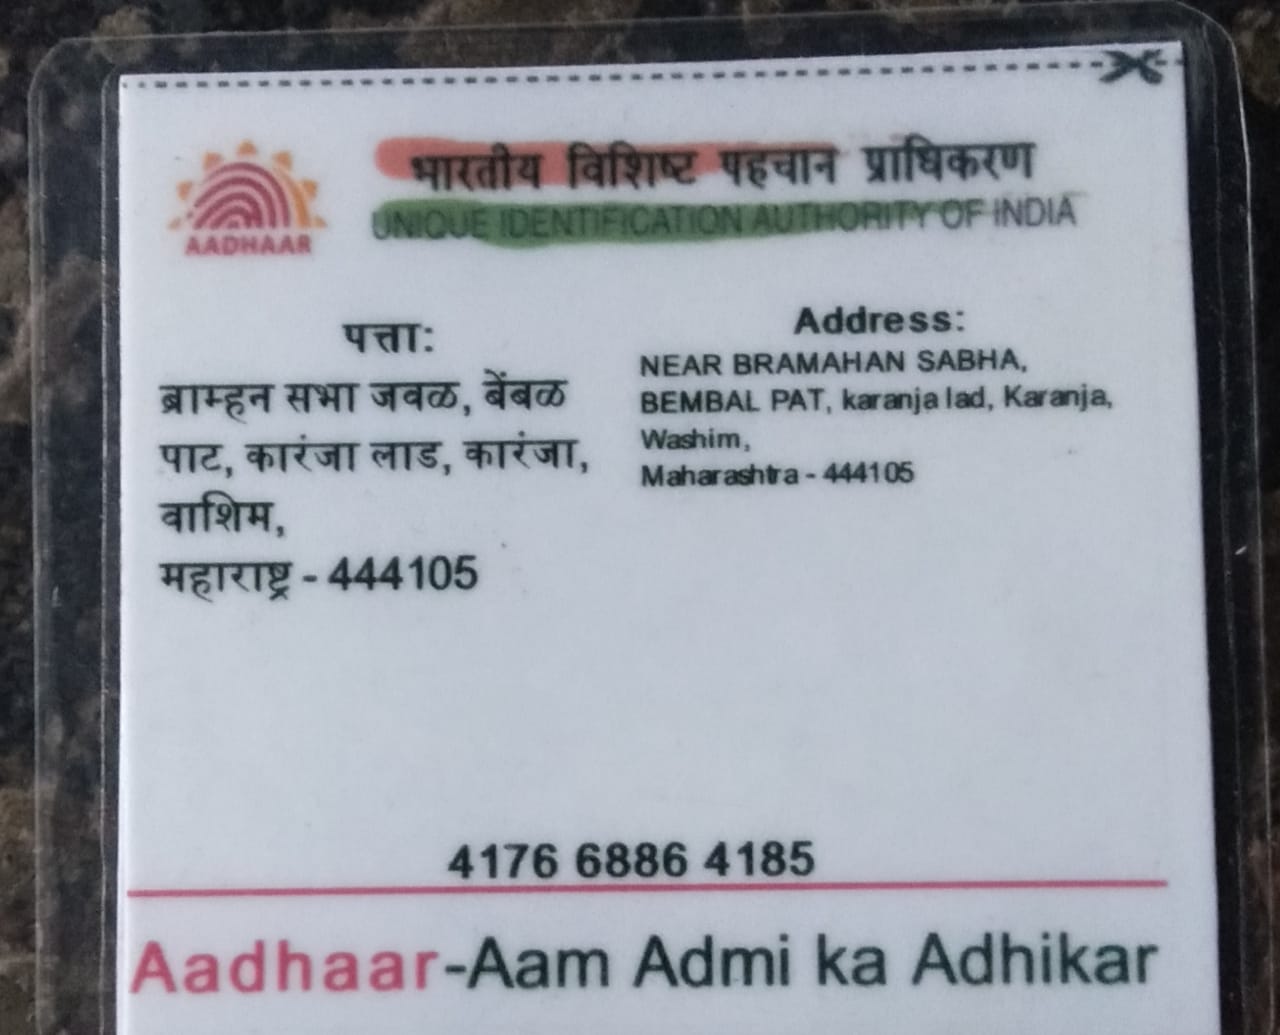 भारतीय विशिष्ट पहचान प्राधिकरण
UNIQUE IDENTIFICATION AUTHORITY OF INDIA
AADHAAR
पत्ता:
ब्राम्हन सभा जवळ, बेंबळ
पाट, कारंजा लाड, कारंजा,
वाशिम,
महाराष्ट्र - 444105
Address:
NEAR BRAMAHAN SABHA,
BEMBAL PAT, karanja lad, Karanja,
Washim,
Maharashtra - 444105
4176 6886 4185
Aadhaar-Aam Admi ka Adhikar